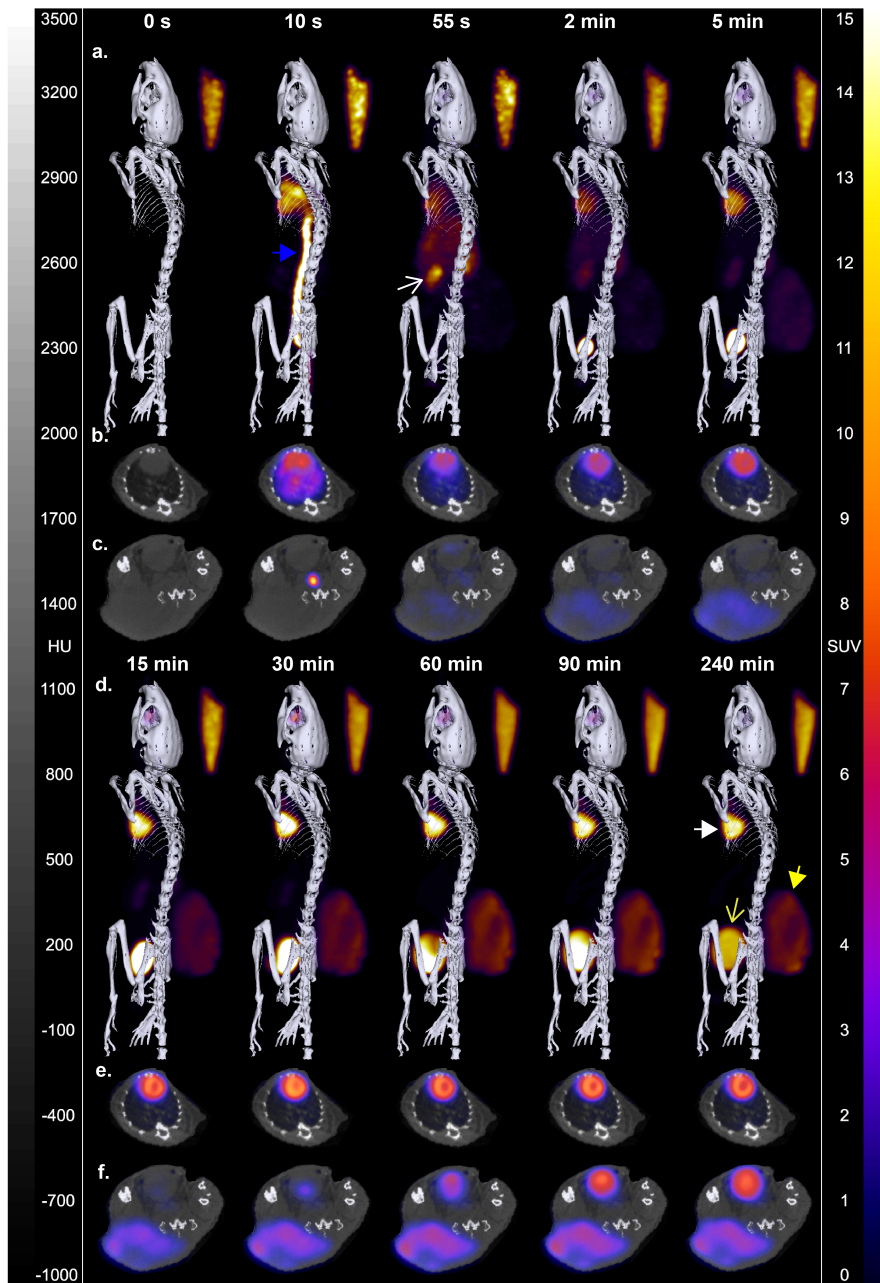 3500 0 s 10 s 55 s 2 min 5 min 15
a.
3200 14
2900 13
2600 12
2300 11
2000 10
b.
1700 9
c.
1400 8
HU SUV
15 min 30 min 60 min 90 min 240 min
d.
1100 7
800 6
500 5
200 4
-100 3
e.
-400 2
f.
-700 1
-1000 0